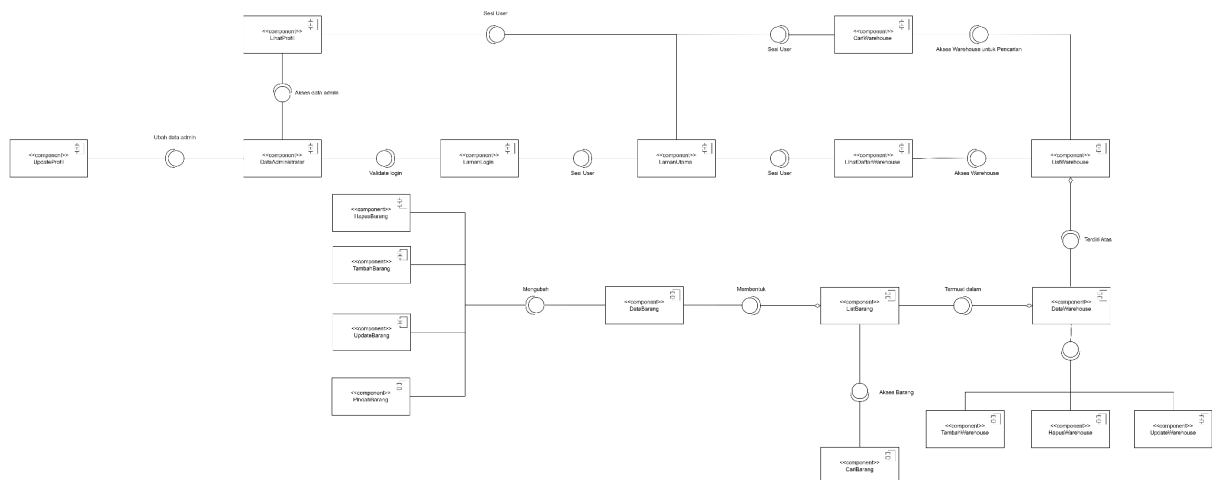 Sesi User
<<component>>
LihatProfil
Sesi User
<<component>>
CariWarehouse
Akses Warehouse untuk Pencarian
Akses data admin
Ubah data admin
<<component>>
UpdateProfil
<<component>>
DataAdministrator
Validate login
<<component>>
LamanLogin
Sesi User
<<component>>
LamanUtama
Sesi User
<<component>>
LihatDaftarWarehouse
Akses Warehouse
<<component>>
ListWarehouse
<<component>>
HapusBarang
Terdiri Atas
<<component>>
TambahBarang
Mengubah
<<component>>
DataBarang
Membentuk
<<component>>
ListBarang
Termuat dalam
<<component>>
DataWarehouse
<<component>>
UpdateBarang
<<component>>
PindahBarang
Akses Barang
<<component>>
TambahWarehouse
<<component>>
HapusWarehouse
<<component>>
UpdateWarehouse
<<component>>
CariBarang